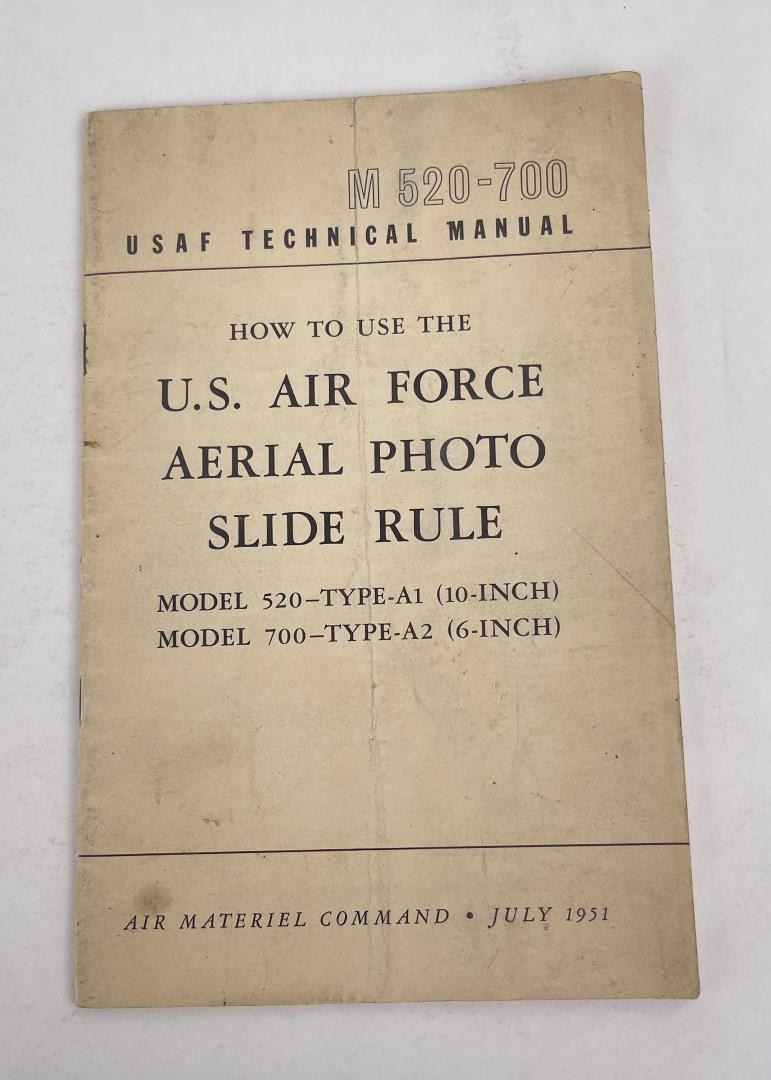 M 520-700
USAF TECHNICAL MANUAL
HOW TO USE THE
U.S. AIR FORCE
AERIAL PHOTO
SLIDE RULE
MODEL 520–TYPE-A1 (10-INCH)
MODEL 700–TYPE-A2 (6-INCH)
AIR MATERIEL COMMAND • JULY 1951